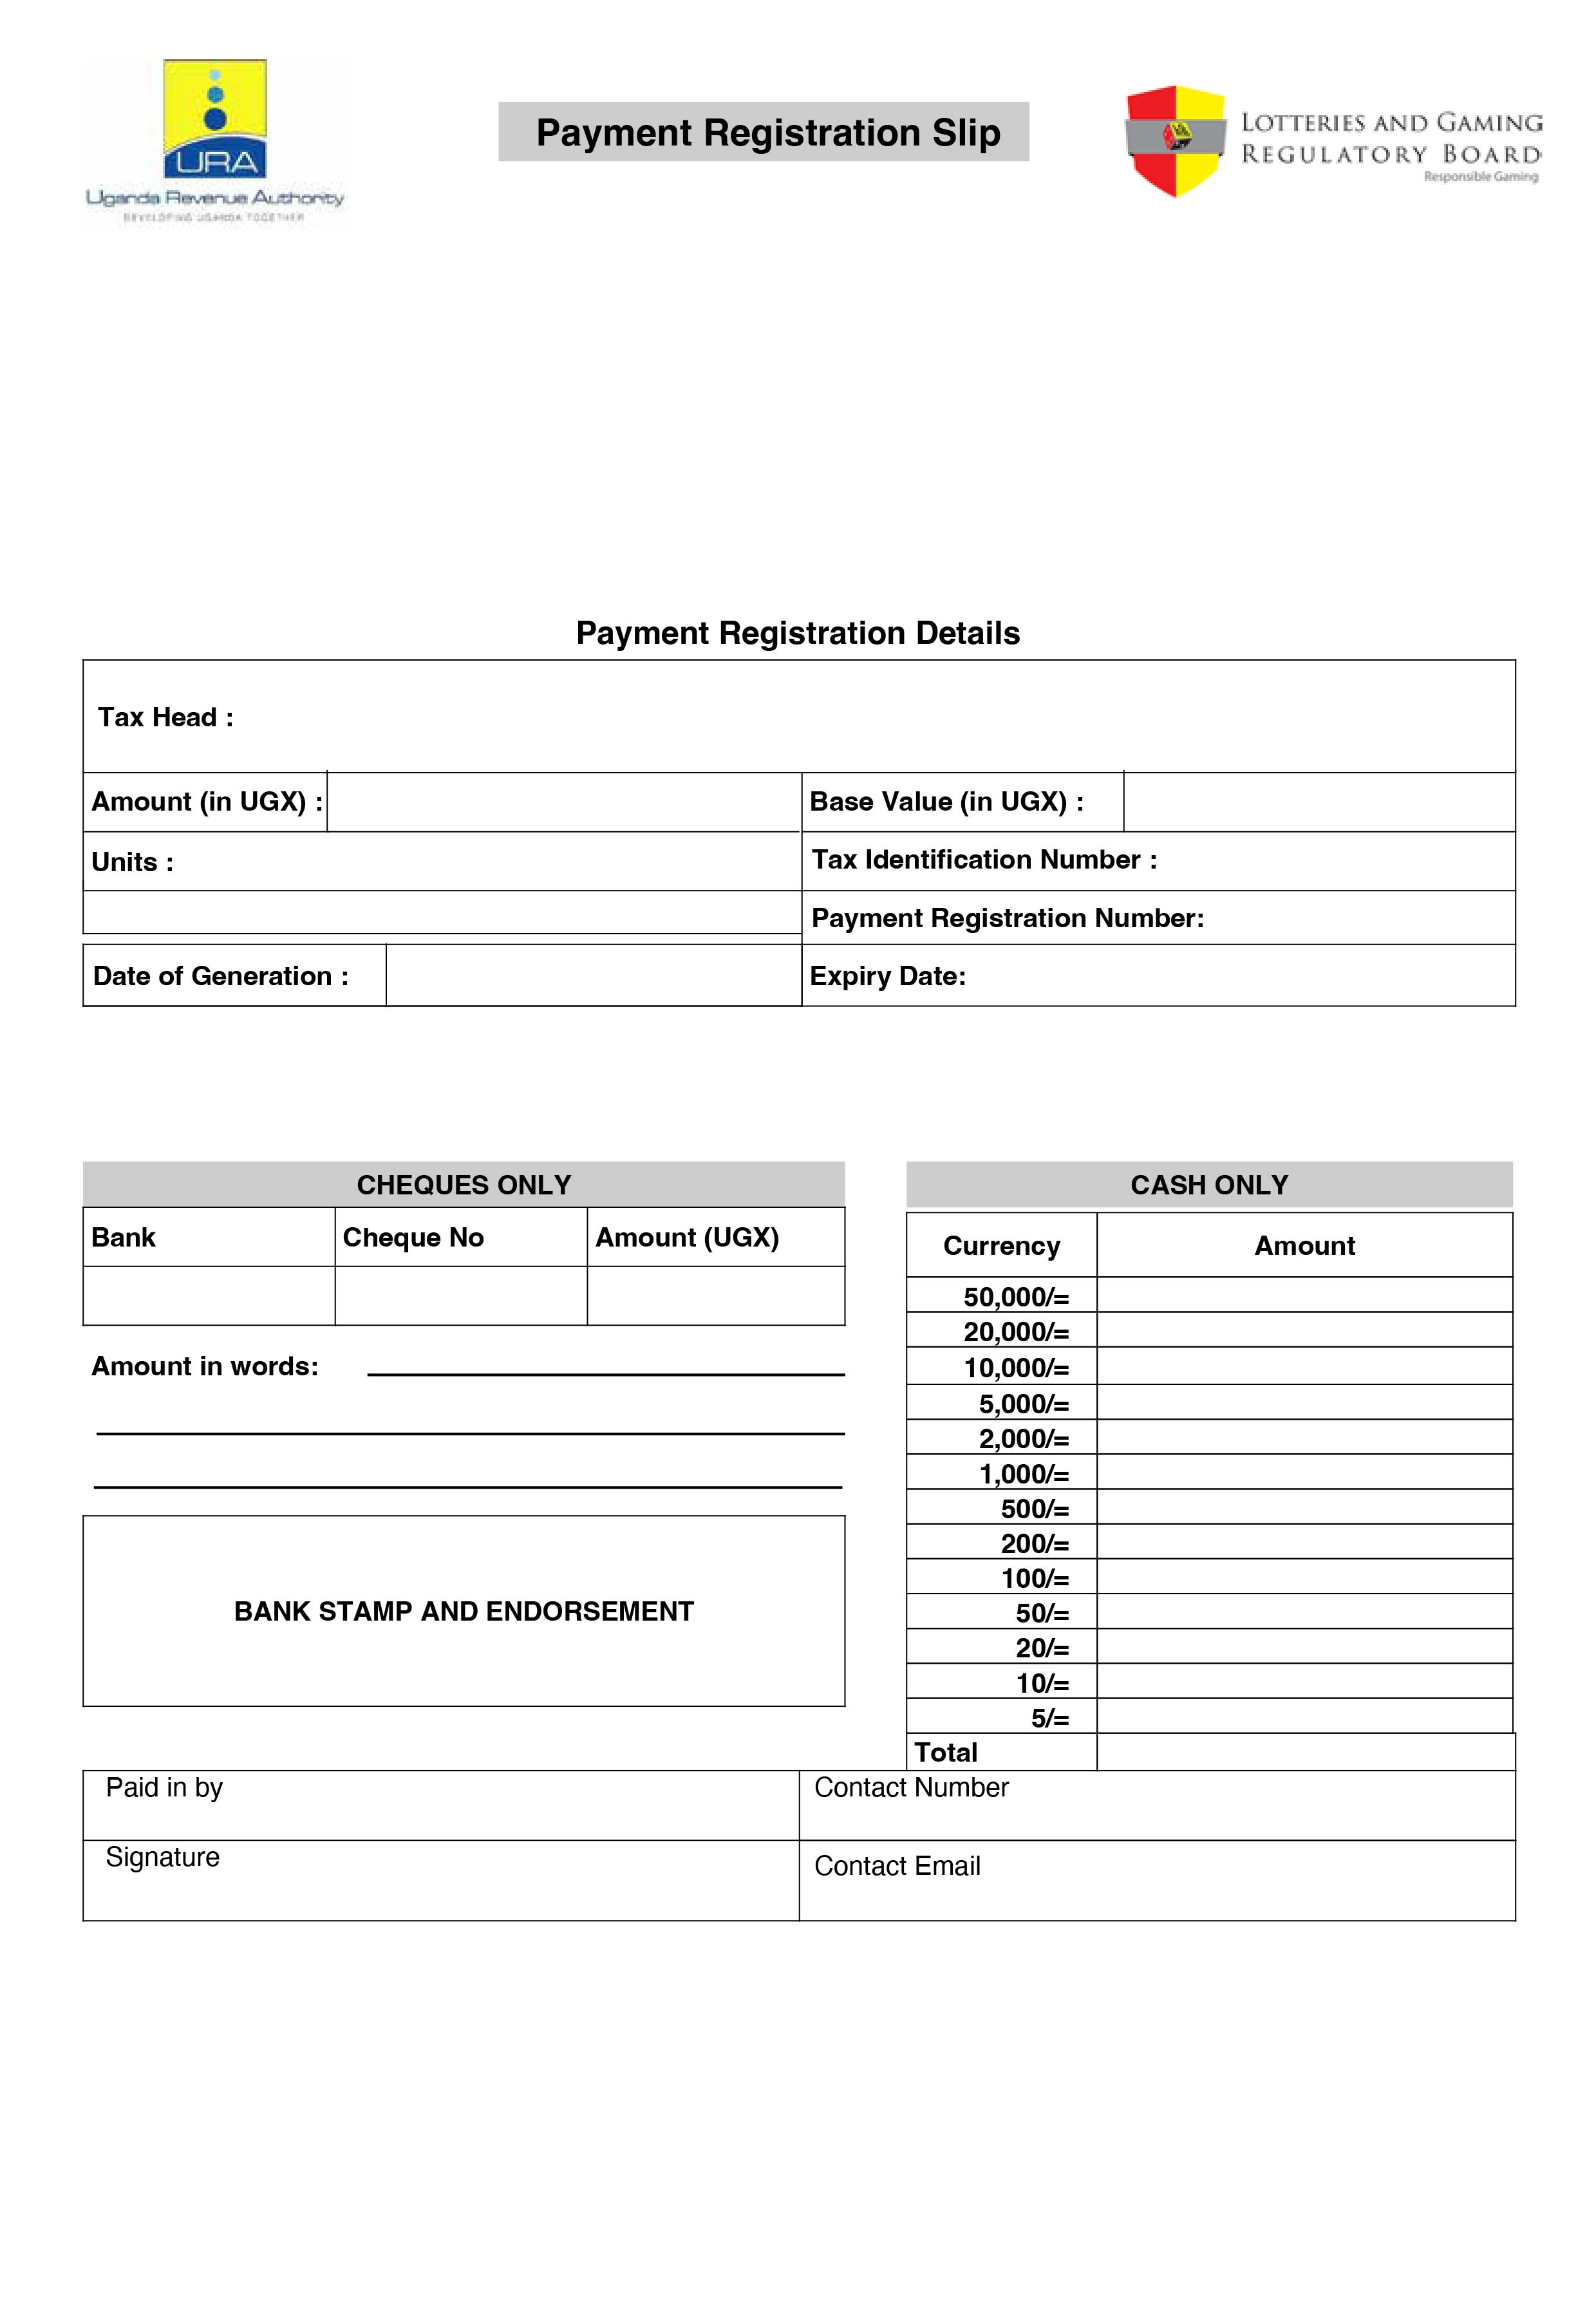 URA
Uganda Revenue Authority
DEVELOPING UGANDA TOGETHER
Payment Registration Slip
LOTTERIES AND GAMING
REGULATORY BOARD
Responsible Gaming
Payment Registration Details
Tax Head :
Amount (in UGX) :
Base Value (in UGX) :
Units :
Tax Identification Number :
Payment Registration Number:
Date of Generation :
Expiry Date:
CHEQUES ONLY
Bank
Cheque No
Amount (UGX)
Amount in words:
BANK STAMP AND ENDORSEMENT
CASH ONLY
Currency
Amount
50,000/=
20,000/=
10,000/=
5,000/=
2,000/=
1,000/=
500/=
200/=
100/=
50/=
20/=
10/=
5/=
Total
Paid in by
Contact Number
Signature
Contact Email